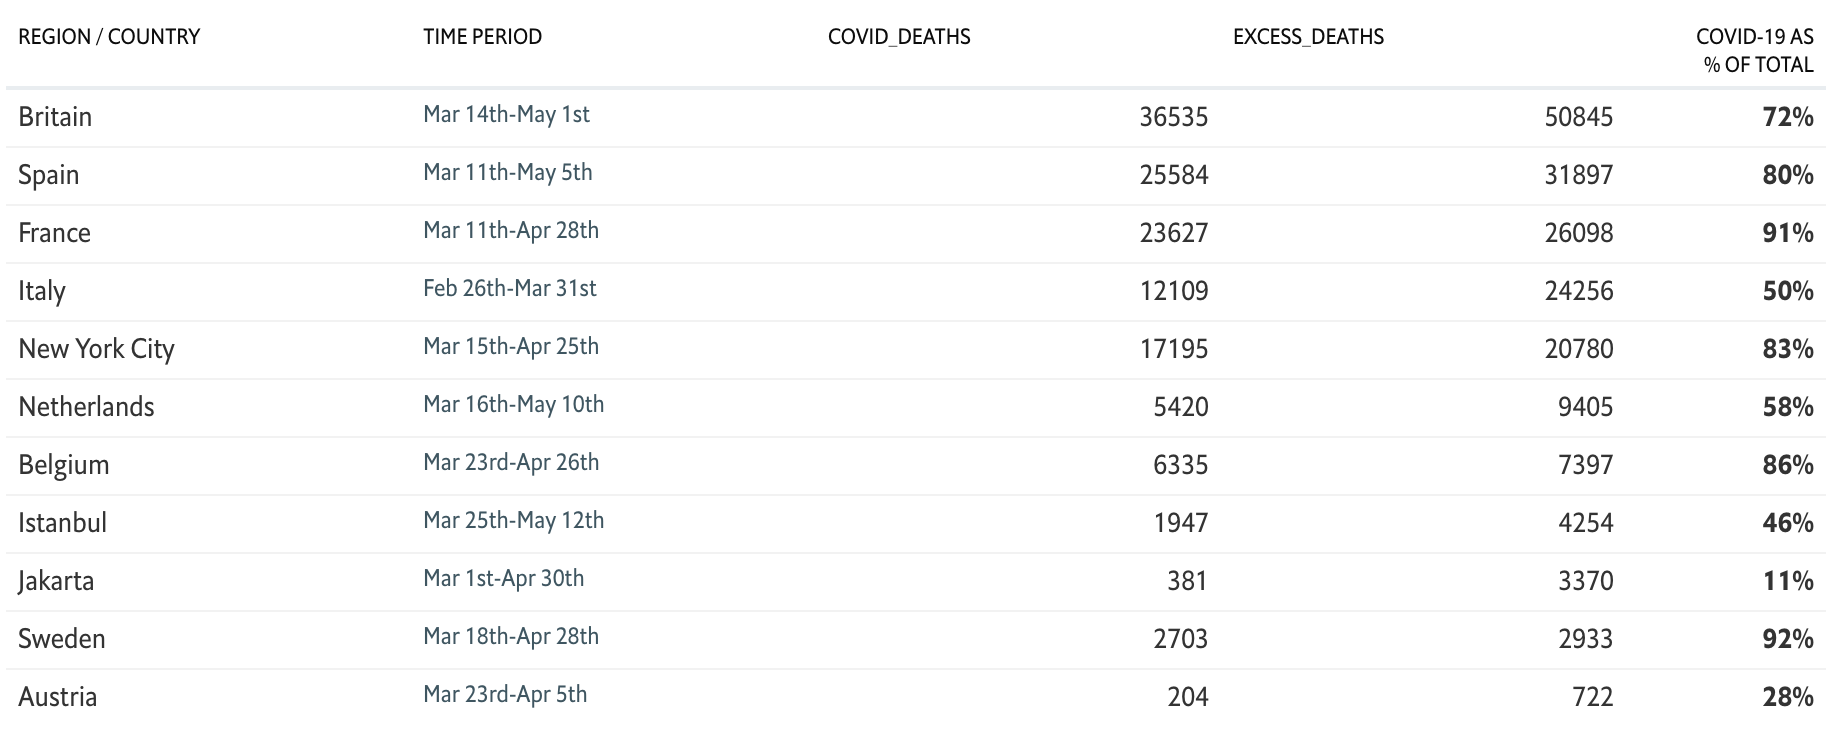 REGION / COUNTRY TIME PERIOD COVID_DEATHS EXCESS_DEATHS COVID-19 AS
% OF TOTAL
Britain Mar 14th-May 1st 36535 50845 72%
Spain Mar 11th-May 5th 25584 31897 80%
France Mar 11th-Apr 28th 23627 26098 91%
Italy Feb 26th-Mar 31st 12109 24256 50%
New York City Mar 15th-Apr 25th 17195 20780 83%
Netherlands Mar 16th-May 10th 5420 9405 58%
Belgium Mar 23rd-Apr 26th 6335 7397 86%
Istanbul Mar 25th-May 12th 1947 4254 46%
Jakarta Mar 1st-Apr 30th 381 3370 11%
Sweden Mar 18th-Apr 28th 2703 2933 92%
Austria Mar 23rd-Apr 5th 204 722 28%